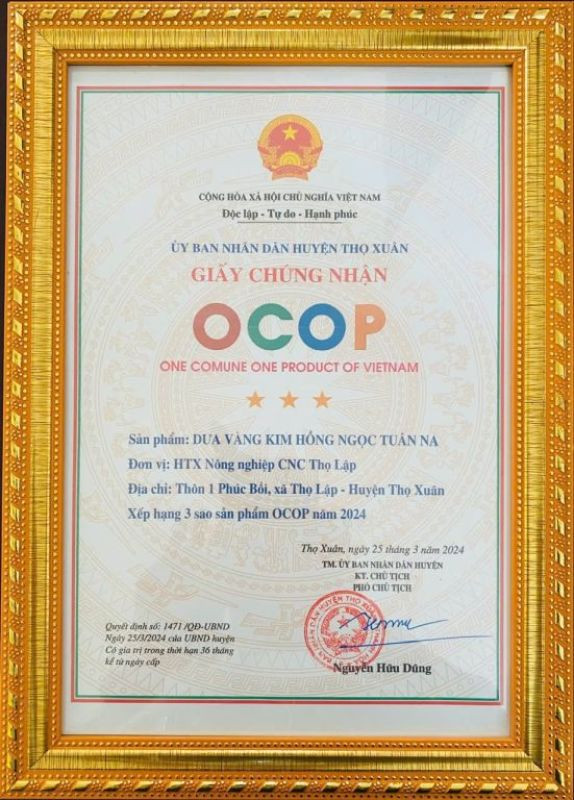 CỘNG HÒA XÃ HỘI CHỦ NGHĨA VIỆT NAM
Độc lập - Tự do - Hạnh phúc
ỦY BAN NHÂN DÂN HUYỆN THỌ XUÂN
GIẤY CHỨNG NHẬN
OCOP
ONE COMUNE ONE PRODUCT OF VIETNAM
Sản phẩm: DƯA VÀNG KIM HỒNG NGỌC TUÂN NA
Đơn vị: HTX Nông nghiệp CNC Thọ Lập
Địa chỉ: Thôn 1 Phúc Bồi, xã Thọ Lập - Huyện Thọ Xuân
Xếp hạng 3 sao sản phẩm OCOP năm 2024
Thọ Xuân, ngày 25 tháng 3 năm 2024
TM. ỦY BAN NHÂN DÂN HUYỆN
KT. CHỦ TỊCH
PHÓ CHỦ TỊCH
Quyết định số: 1471 /QĐ-UBND
Ngày 25/3/2024 của UBND huyện
Có giá trị trong thời hạn 36 tháng
kể từ ngày cấp
Nguyễn Hữu Dũng